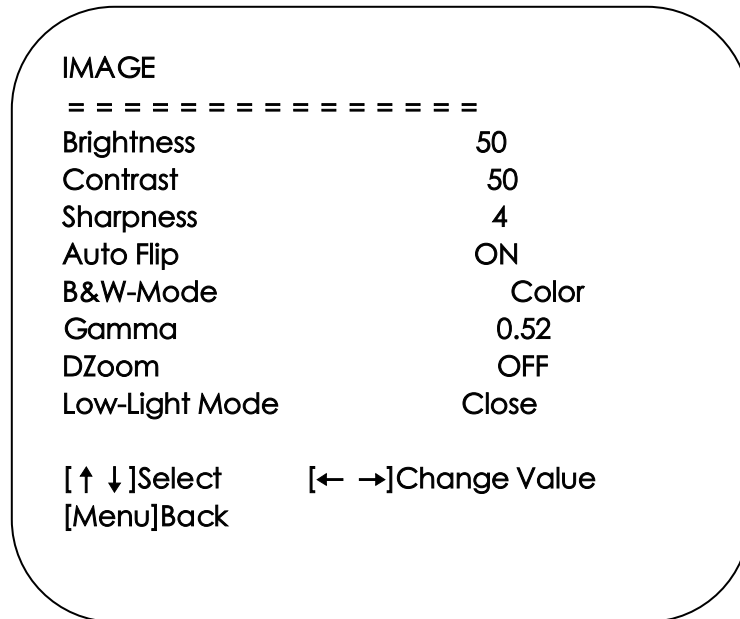 IMAGE
= = = = = = = = = = = = = = =
Brightness 50
Contrast 50
Sharpness 4
Auto Flip ON
B&W-Mode Color
Gamma 0.52
DZoom OFF
Low-Light Mode Close
[↑ ↓]Select [← →]Change Value
[Menu]Back